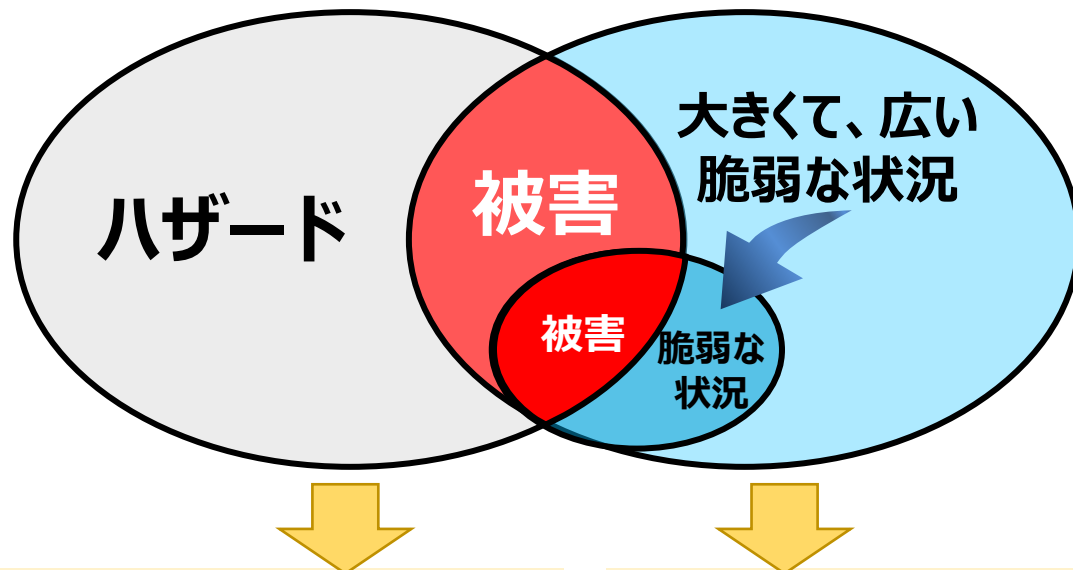 ハザード
被害
大きくて、広い
脆弱な状況
被害
脆弱な
状況